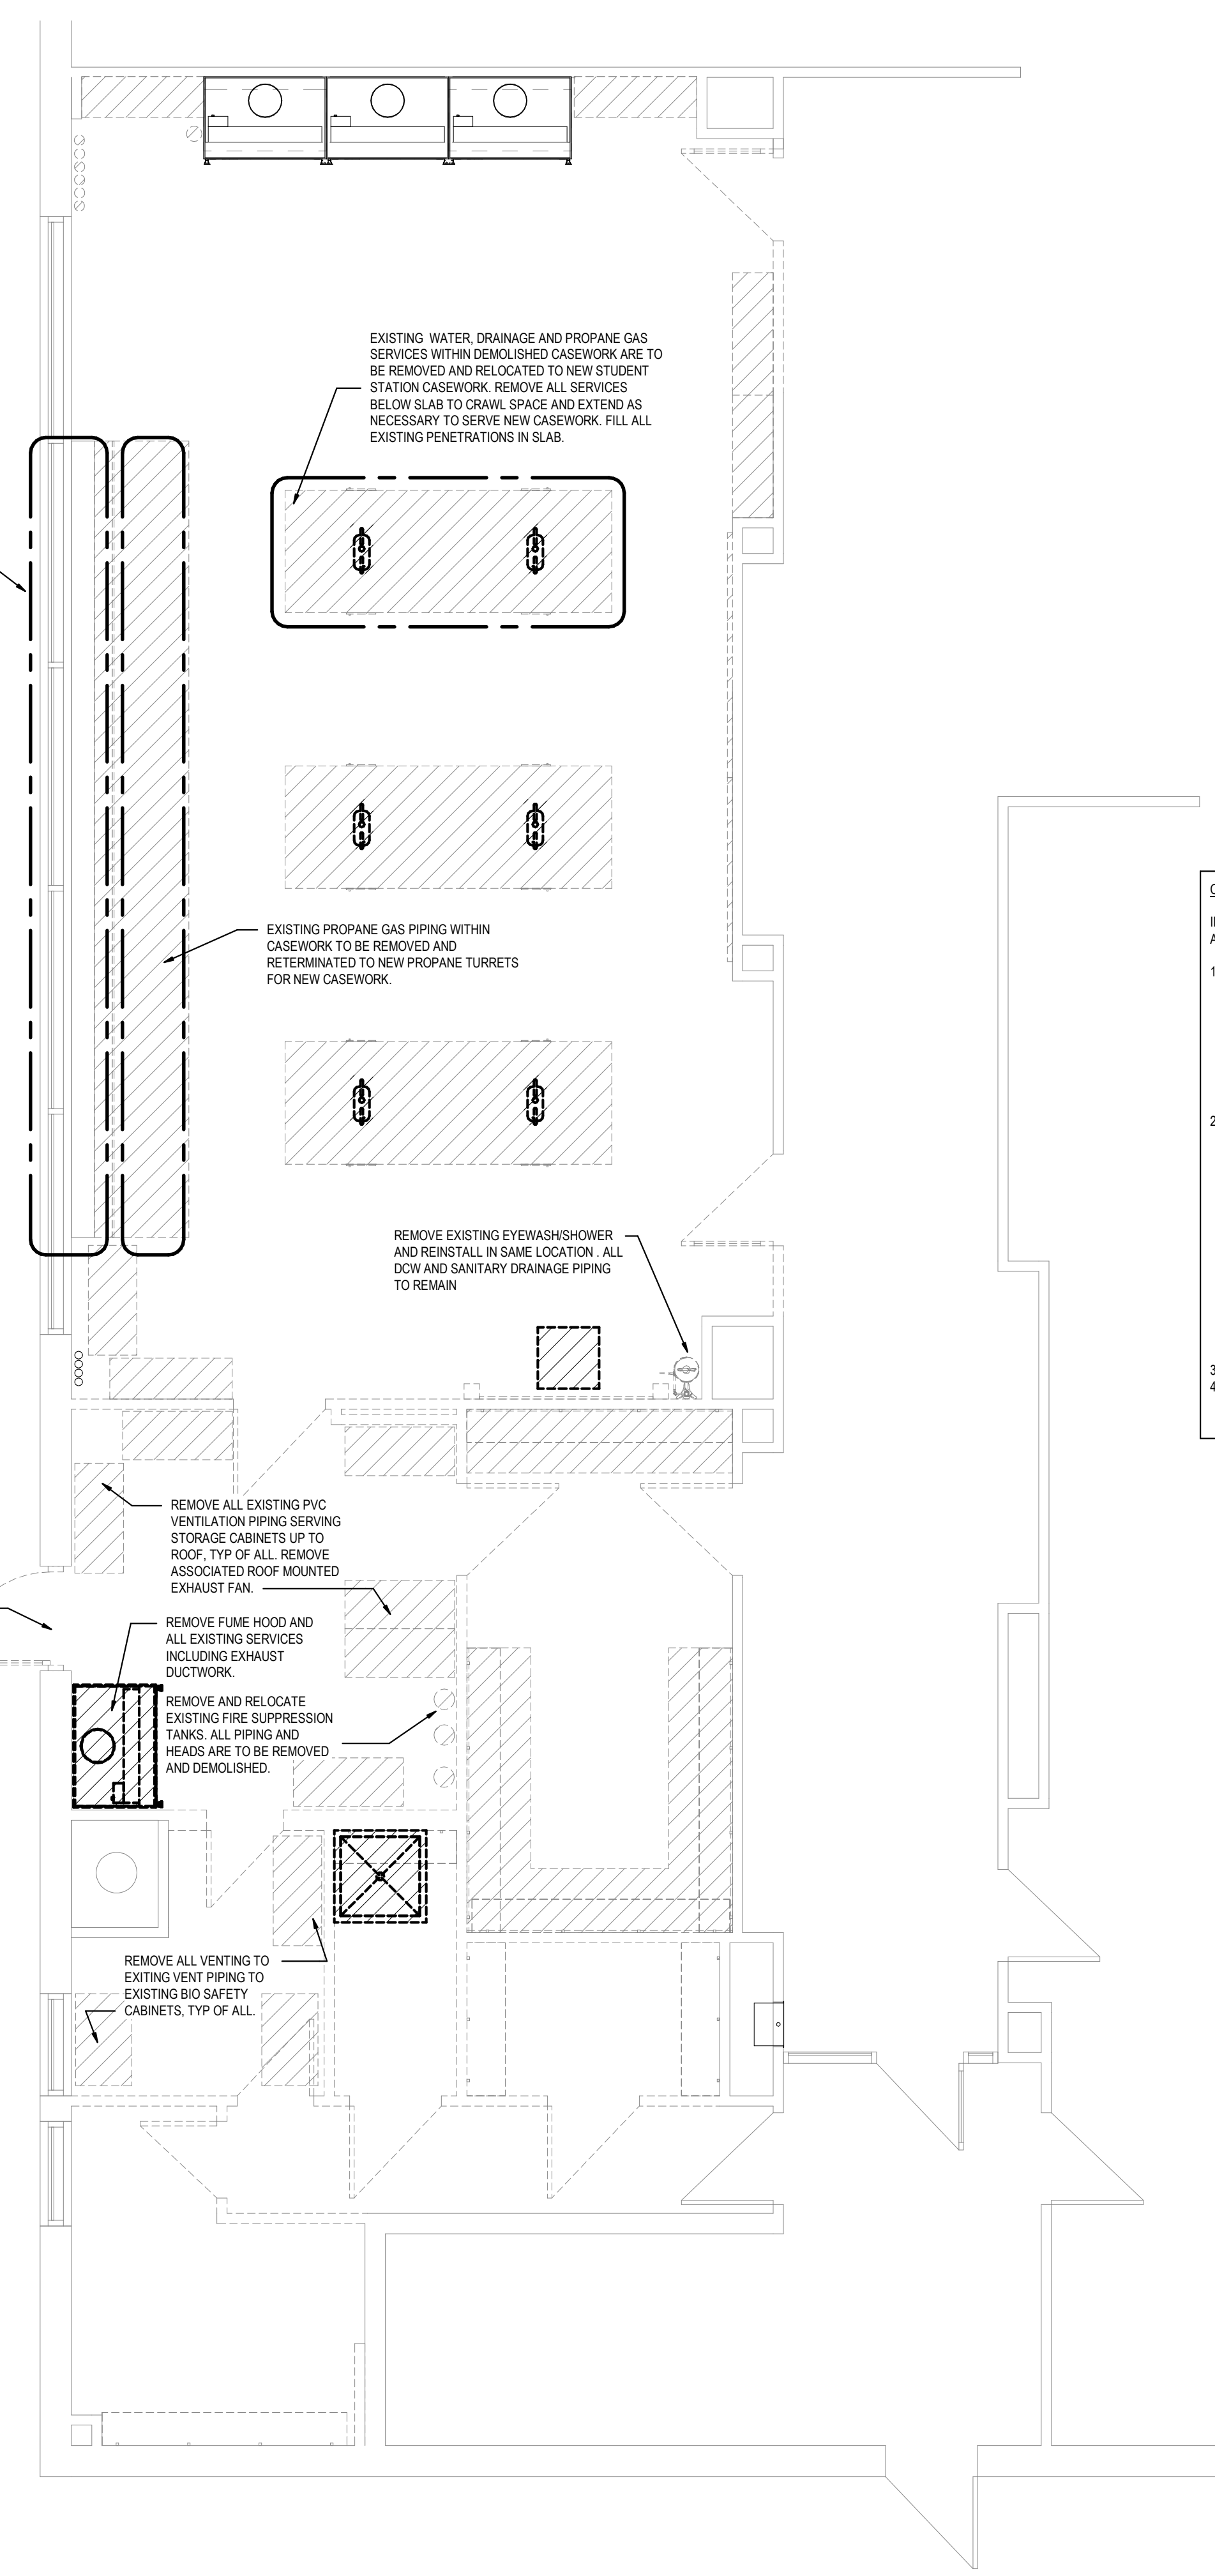 EXISTING WATER, DRAINAGE AND PROPANE GAS
SERVICES WITHIN DEMOLISHED CASEWORK ARE TO
BE REMOVED AND RELOCATED TO NEW STUDENT
STATION CASEWORK. REMOVE ALL SERVICES
BELOW SLAB TO CRAWL SPACE AND EXTEND AS
NECESSARY TO SERVE NEW CASEWORK. FILL ALL
EXISTING PENETRATIONS IN SLAB.
EXISTING PROPANE GAS PIPING WITHIN
CASEWORK TO BE REMOVED AND
RETERMINATED TO NEW PROPANE TURRETS
FOR NEW CASEWORK.
1
2
3
4
REMOVE EXISTING EYEWASH/SHOWER
AND REINSTALL IN SAME LOCATION . ALL
DCW AND SANITARY DRAINAGE PIPING
TO REMAIN
REMOVE ALL EXISTING PVC
VENTILATION PIPING SERVING
STORAGE CABINETS UP TO
ROOF, TYP OF ALL. REMOVE
ASSOCIATED ROOF MOUNTED
EXHAUST FAN.
REMOVE FUME HOOD AND
ALL EXISTING SERVICES
INCLUDING EXHAUST
DUCTWORK.
REMOVE AND RELOCATE
EXISTING FIRE SUPPRESSION
TANKS. ALL PIPING AND
HEADS ARE TO BE REMOVED
AND DEMOLISHED.
REMOVE ALL VENTING TO
EXITING VENT PIPING TO
EXISTING BIO SAFETY
CABINETS, TYP OF ALL.